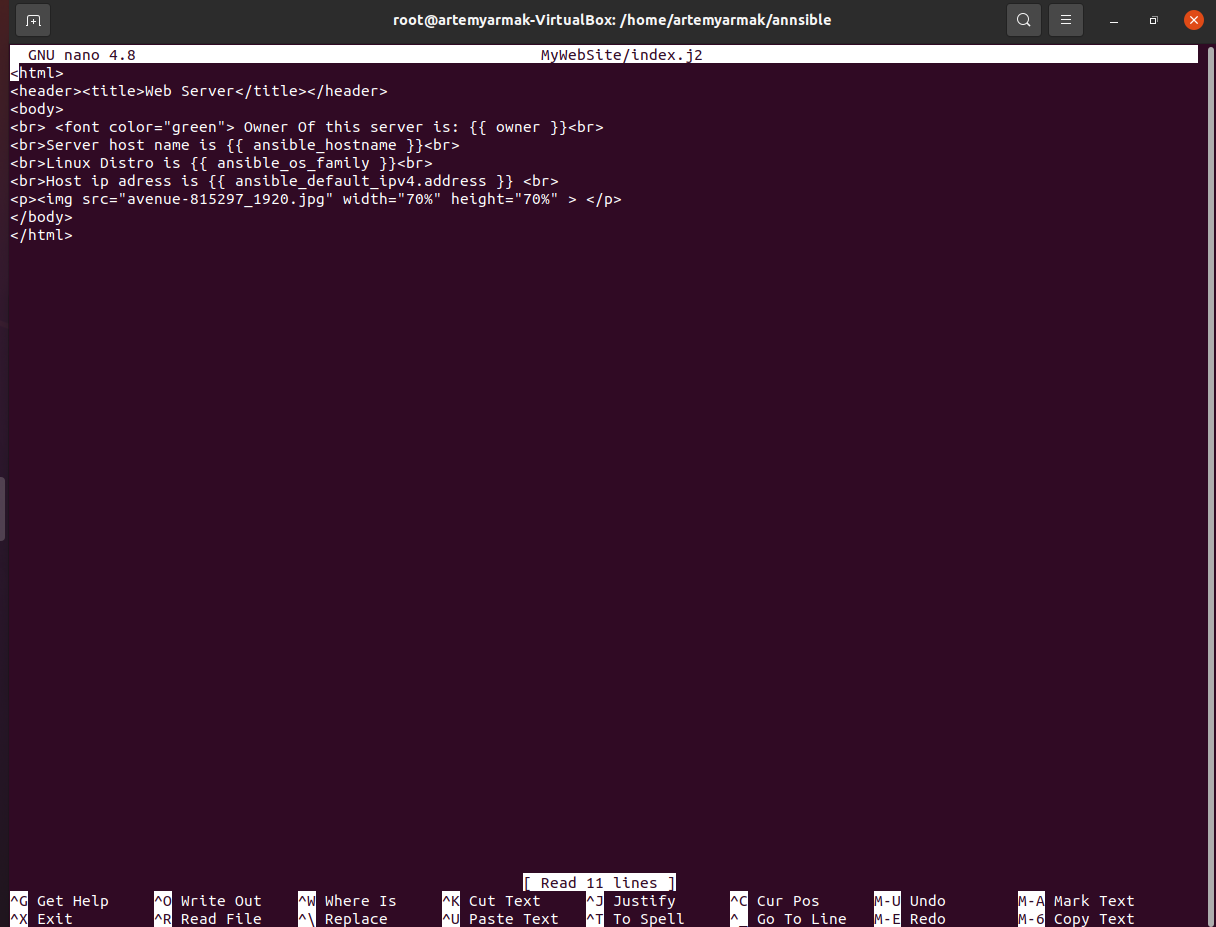 root@artemyarmak-VirtualBox: /home/artemyarmak/annsible
GNU nano 4.8 MyWebSite/index.j2
<html>
<header><title>Web Server</title></header>
<body>
<br> <font color="green"> Owner Of this server is: {{ owner }}<br>
<br>Server host name is {{ ansible_hostname }}<br>
<br>Linux Distro is {{ ansible_os_family }}<br>
<br>Host ip adress is {{ ansible_default_ipv4.address }} <br>
<p><img src="avenue-815297_1920.jpg" width="70%" height="70%" > </p>
</body>
</html>
[ Read 11 lines ]
^G Get Help ^O Write Out ^W Where Is ^K Cut Text ^J Justify ^C Cur Pos M-U Undo M-A Mark Text
^X Exit ^R Read File ^\ Replace ^U Paste Text ^T To Spell ^_ Go To Line M-E Redo M-6 Copy Text